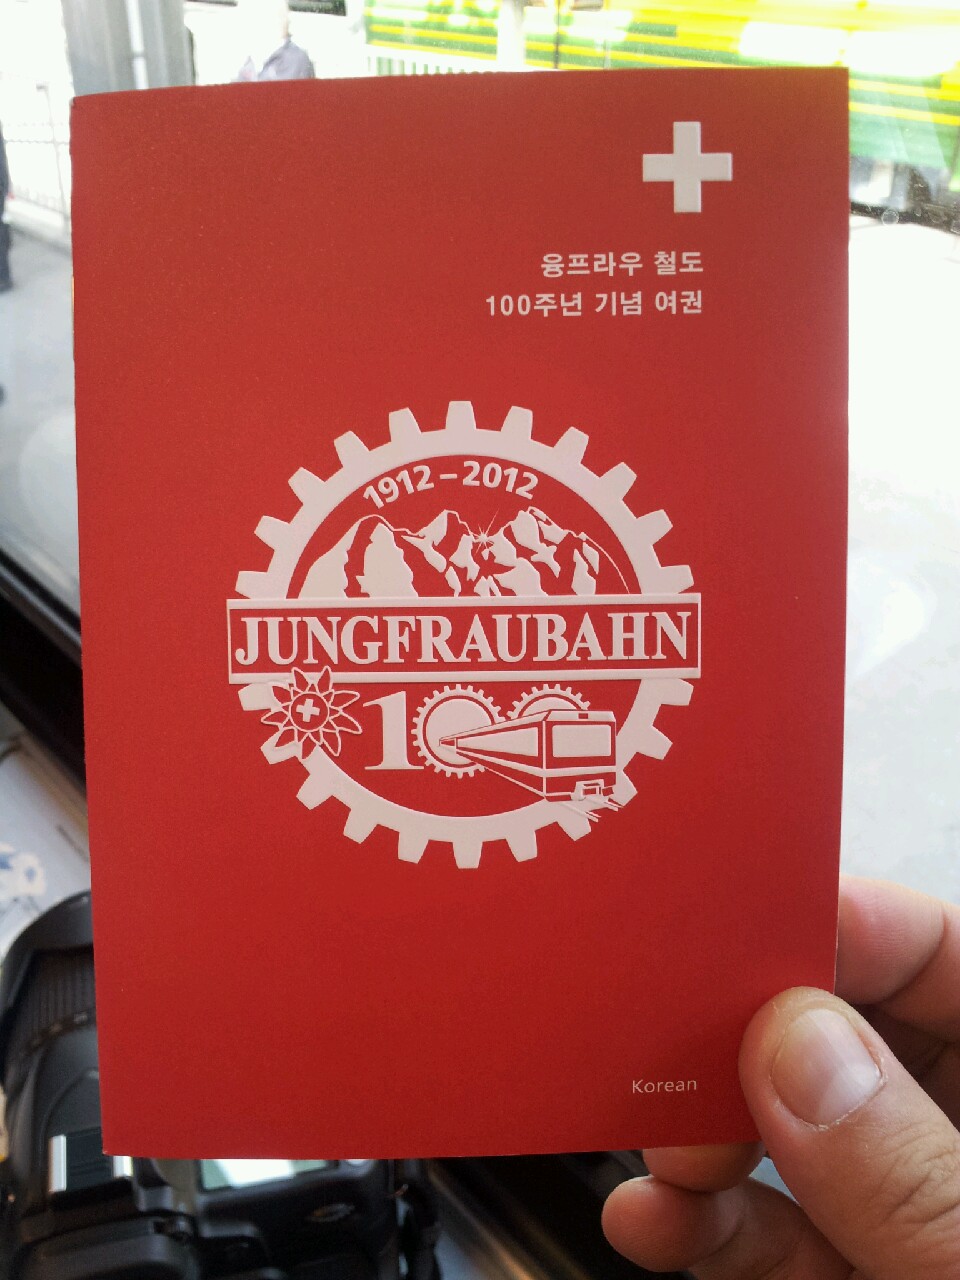 융프라우 철도
100주년 기념 여권
1912–2012
JUNGFRAUBAHN
100
Korean